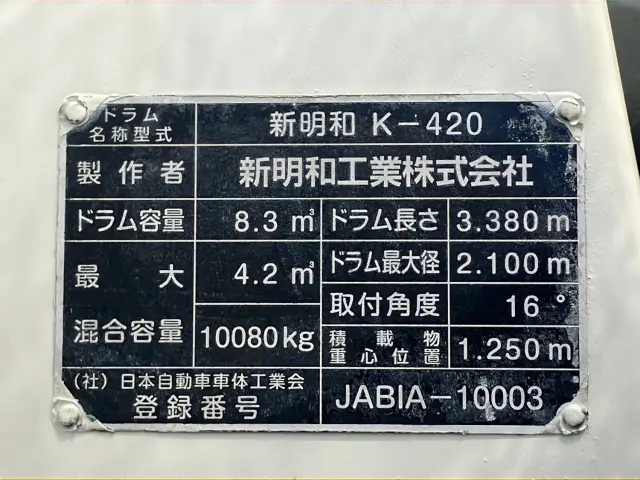 ドラム
名称型式
新明和 K-420
製作者
新明和工業株式会社
ドラム容量
8.3 m³
ドラム長さ
3.380 m
最大
混合容量
4.2 m³
10080kg
ドラム最大径
2.100 m
取付角度
16°
積載物
重心位置
1.250 m
(社)日本自動車車体工業会
登録番号
JABIA-10003